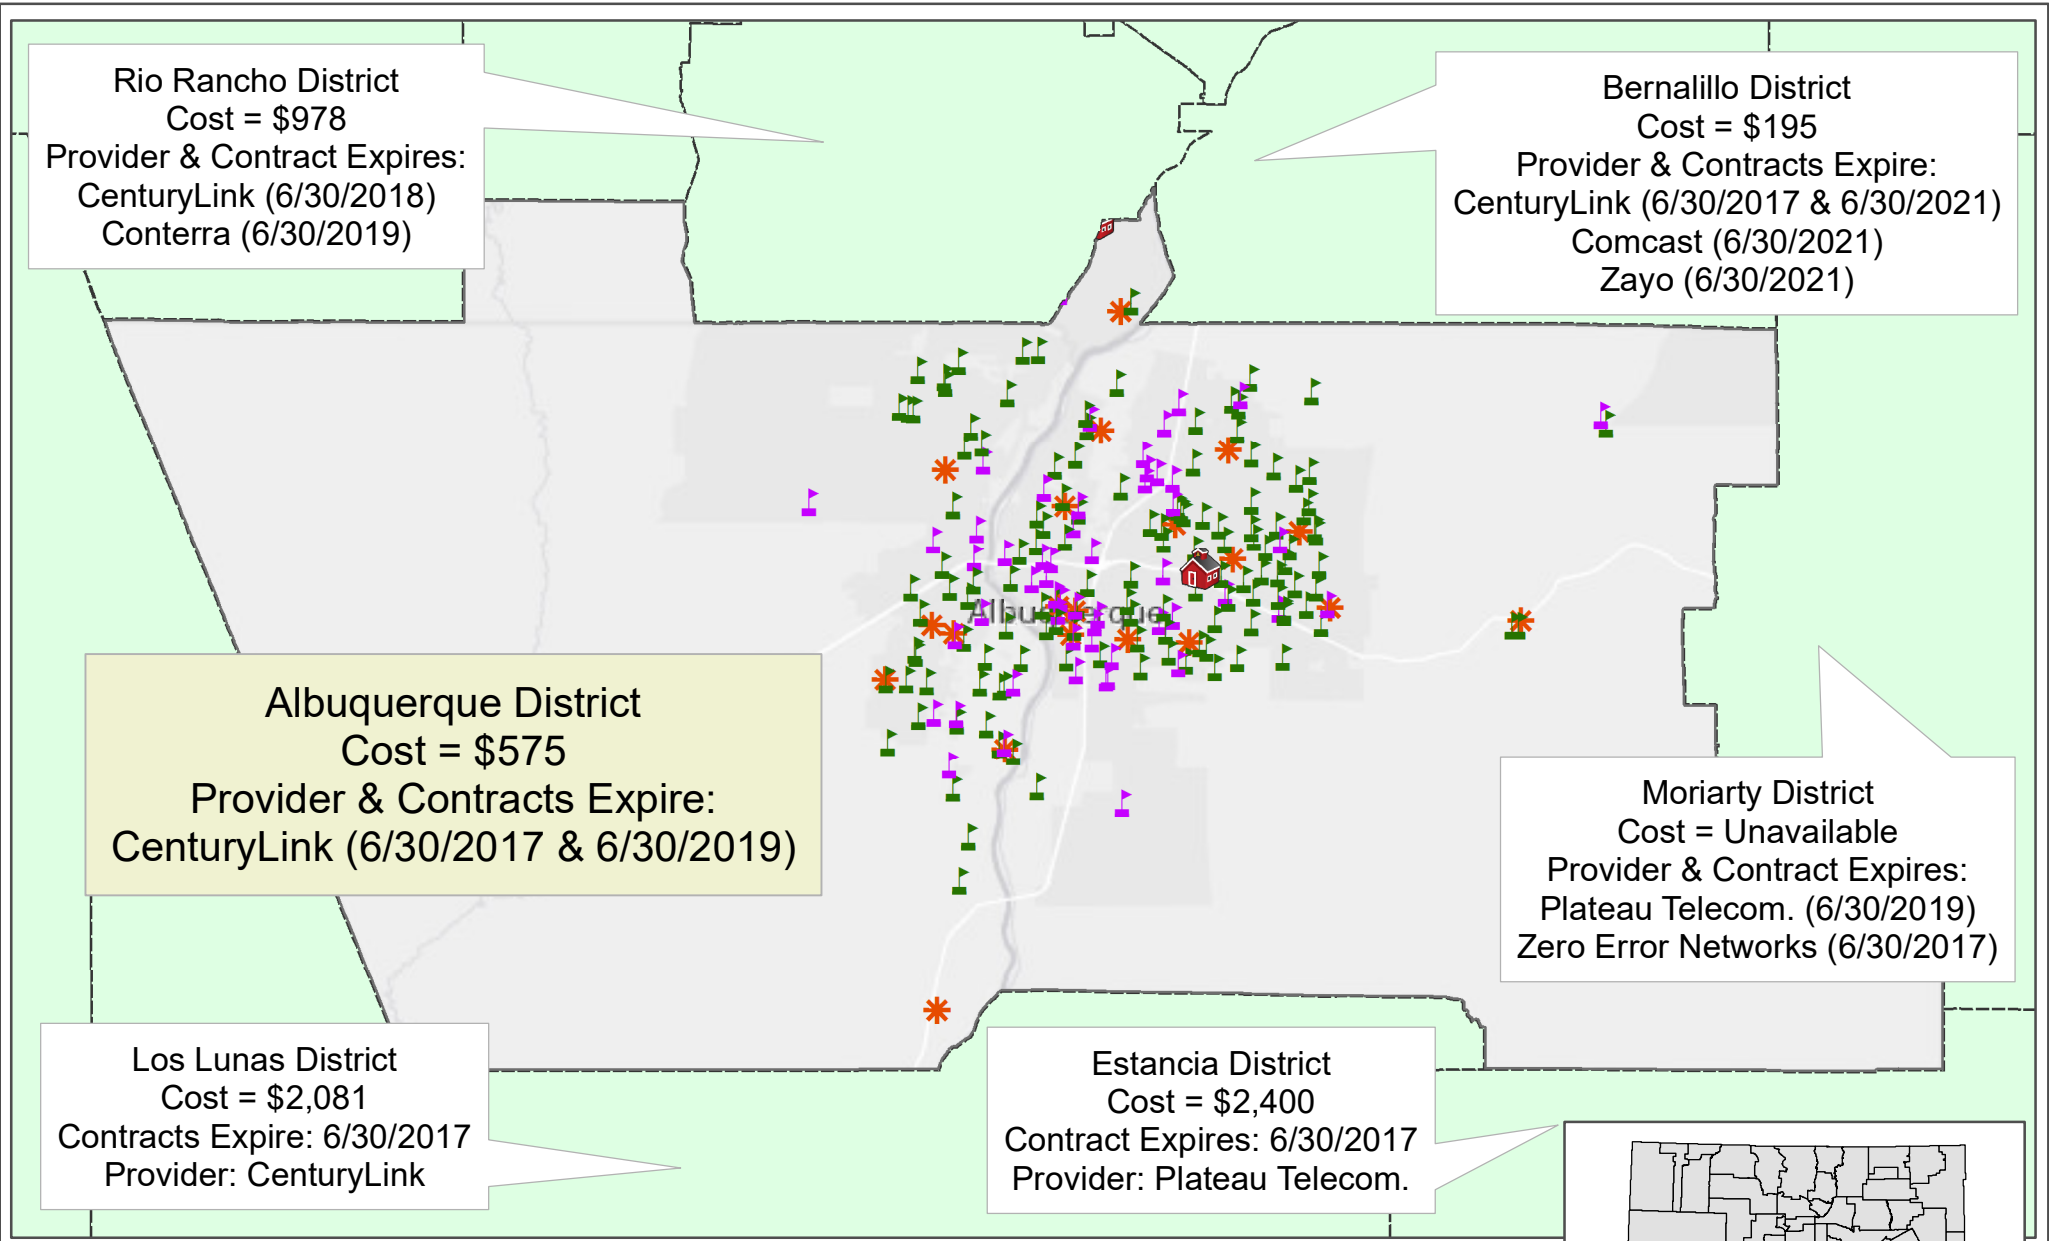 Rio Rancho District
Cost = $978
Provider & Contract Expires:
CenturyLink (6/30/2018)
Conterra (6/30/2019)
Bernalillo District
Cost = $195
Provider & Contracts Expire:
CenturyLink (6/30/2017 & 6/30/2021)
Comcast (6/30/2021)
Zayo (6/30/2021)
Albuquerque
Albuquerque District
Cost = $575
Provider & Contracts Expire:
CenturyLink (6/30/2017 & 6/30/2019)
Moriarty District
Cost = Unavailable
Provider & Contract Expires:
Plateau Telecom. (6/30/2019)
Zero Error Networks (6/30/2017)
Los Lunas District
Cost = $2,081
Contracts Expire: 6/30/2017
Provider: CenturyLink
Estancia District
Cost = $2,400
Contract Expires: 6/30/2017
Provider: Plateau Telecom.